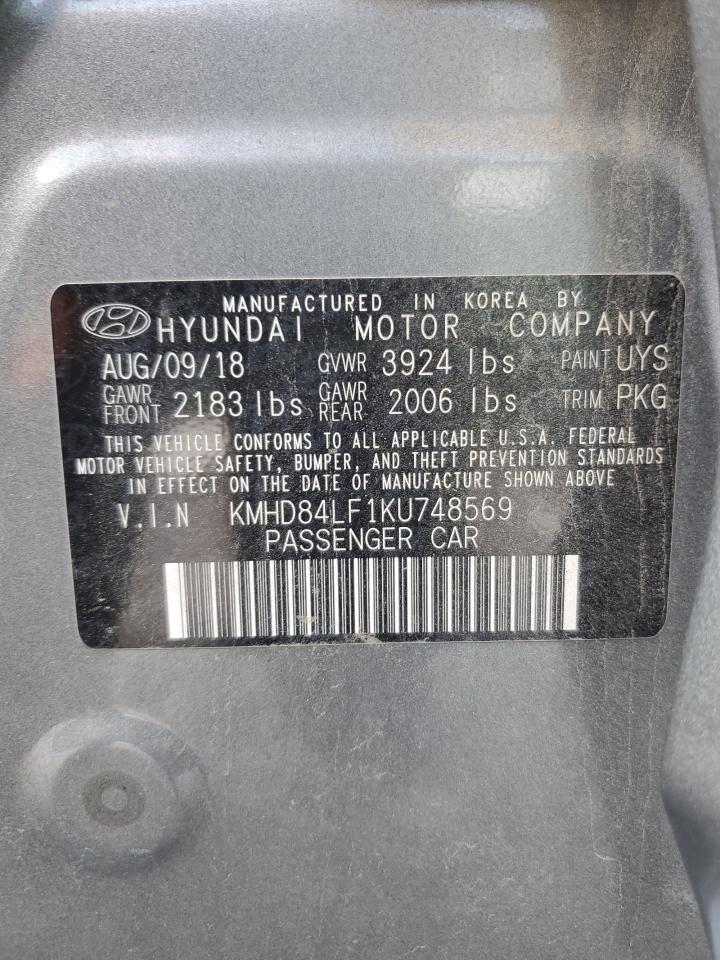 MANUFACTURED IN KOREA BY
HYUNDAI MOTOR COMPANY
AUG/09/18 GVWR 3924 lbs PAINT UYS
GAWR FRONT 2183 lbs GAWR REAR 2006 lbs TRIM PKG
THIS VEHICLE CONFORMS TO ALL APPLICABLE U.S.A. FEDERAL
MOTOR VEHICLE SAFETY, BUMPER, AND THEFT PREVENTION STANDARDS
IN EFFECT ON THE DATE OF MANUFACTURE SHOWN ABOVE
V.I.N KMHD84LF1KU748569
PASSENGER CAR